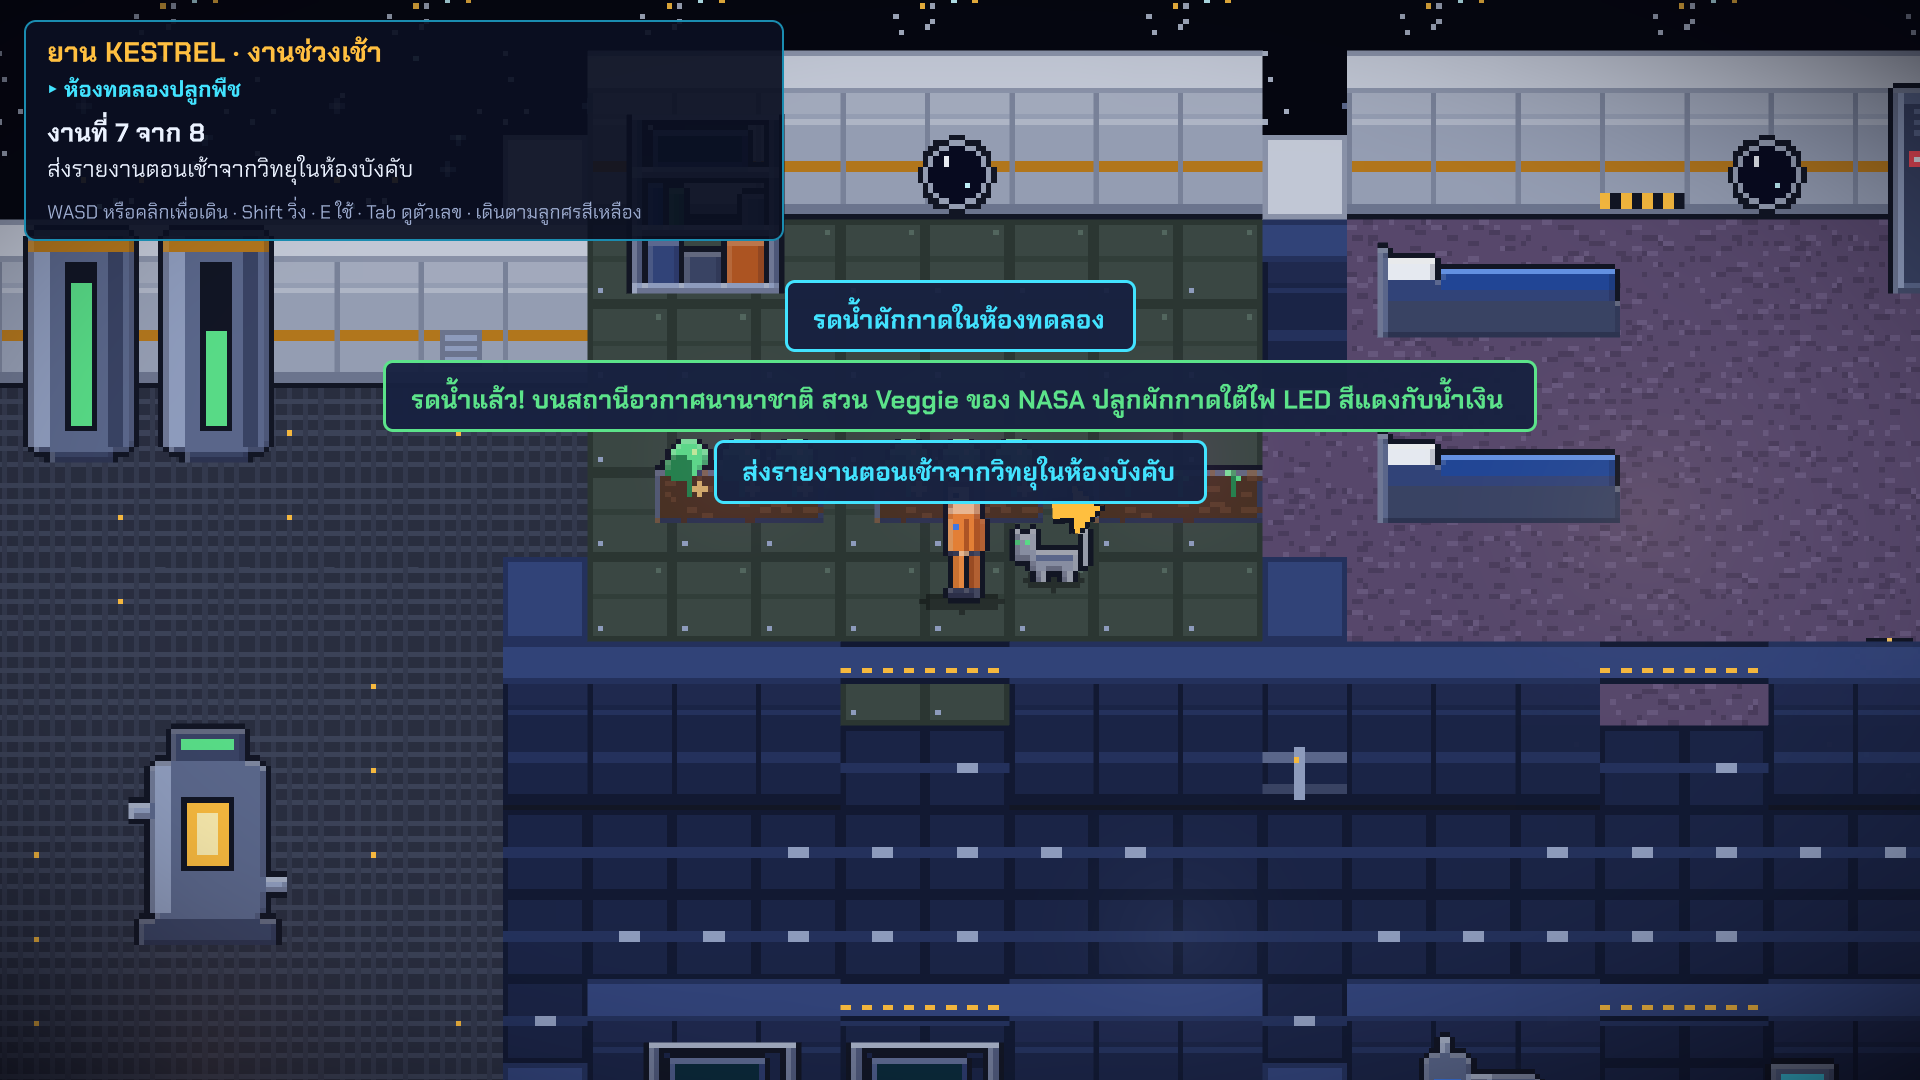 ยาน KESTREL · งานช่วงเช้า
▸ ห้องทดลองปลูกพืช
งานที่ 7 จาก 8
ส่งรายงานตอนเช้าจากวิทยุในห้องบังคับ
WASD หรือคลิกเพื่อเดิน · Shift วิ่ง · E ใช้ · Tab ดูตัวเลข · เดินตามลูกศรสีเหลือง
รดน้ำผักกาดในห้องทดลอง
รดน้ำแล้ว! บนสถานีอวกาศนานาชาติ สวน Veggie ของ NASA ปลูกผักกาดใต้ไฟ LED สีแดงกับน้ำเงิน
ส่งรายงานตอนเช้าจากวิทยุในห้องบังคับ